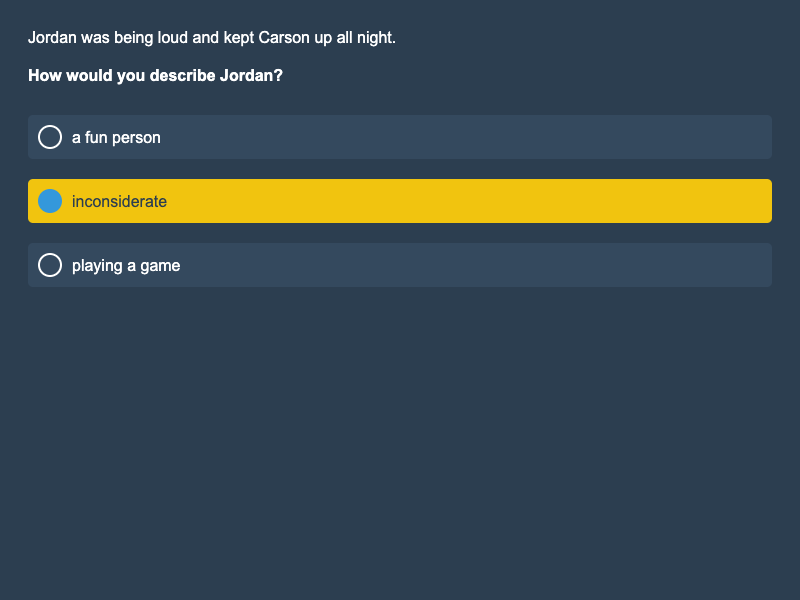 Jordan was being loud and kept Carson up all night.
How would you describe Jordan?
a fun person
inconsiderate
playing a game